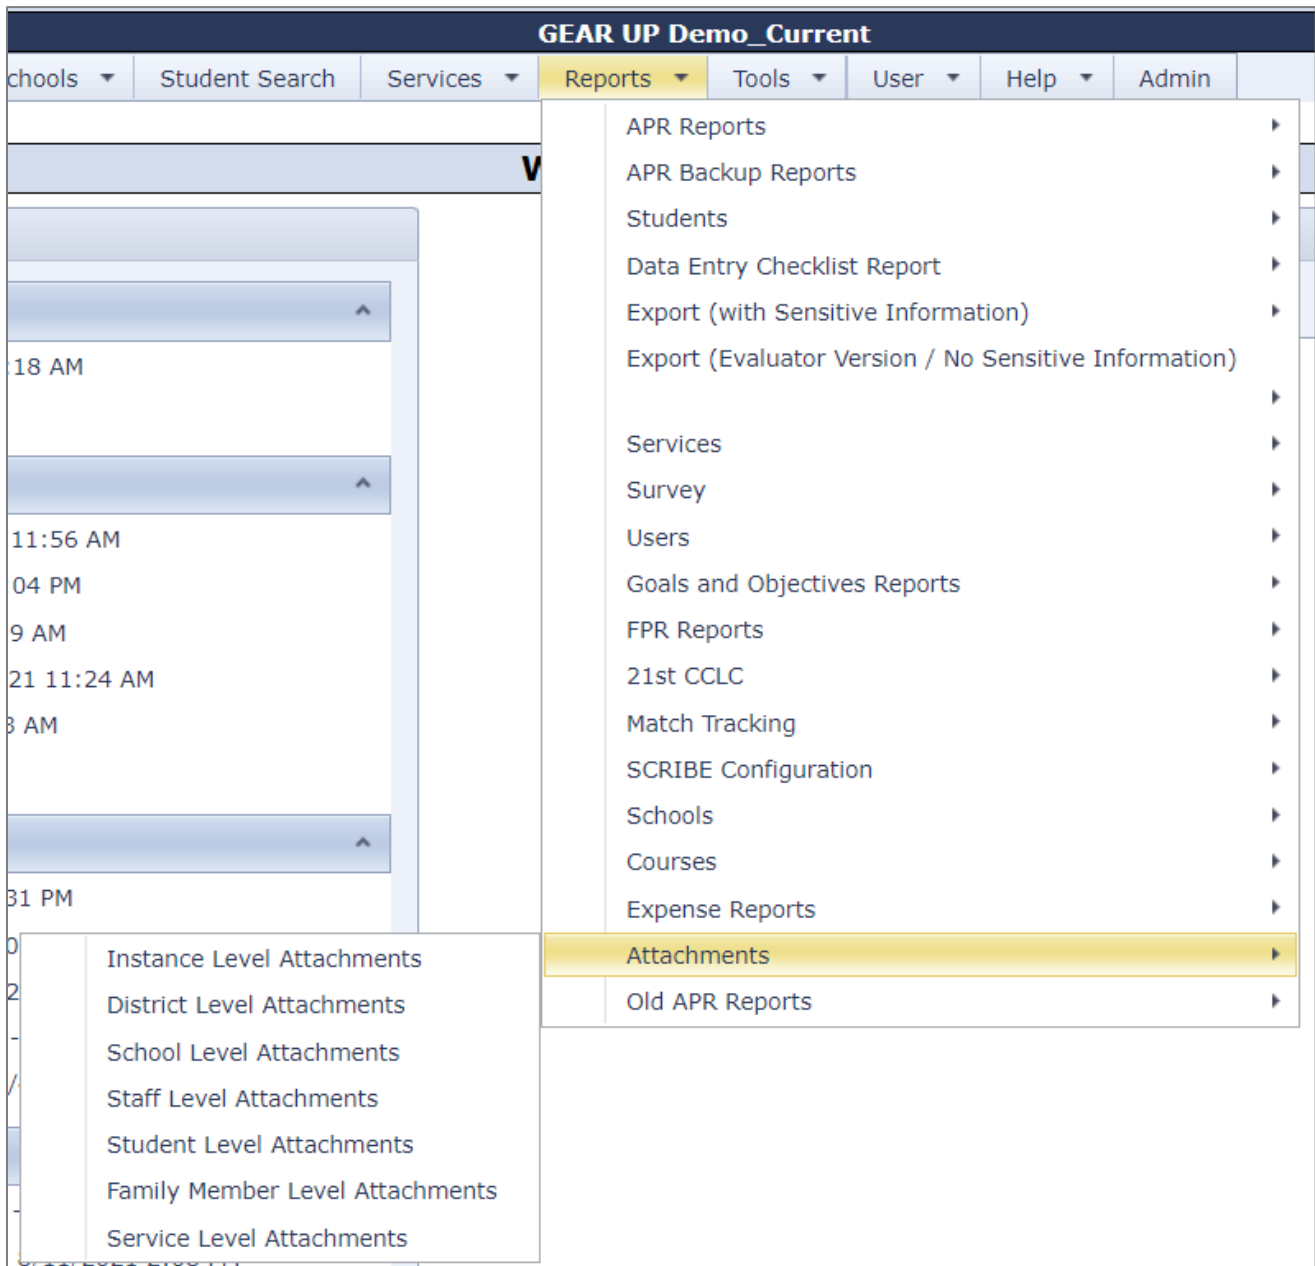 GEAR UP Demo_Current
chools Student Search Services Reports Tools User Help Admin
W
:18 AM
11:56 AM
04 PM
9 AM
21 11:24 AM
3 AM
31 PM
APR Reports
APR Backup Reports
Students
Data Entry Checklist Report
Export (with Sensitive Information)
Export (Evaluator Version / No Sensitive Information)
Services
Survey
Users
Goals and Objectives Reports
FPR Reports
21st CCLC
Match Tracking
SCRIBE Configuration
Schools
Courses
Expense Reports
Attachments
Old APR Reports
Instance Level Attachments
District Level Attachments
School Level Attachments
Staff Level Attachments
Student Level Attachments
Family Member Level Attachments
Service Level Attachments